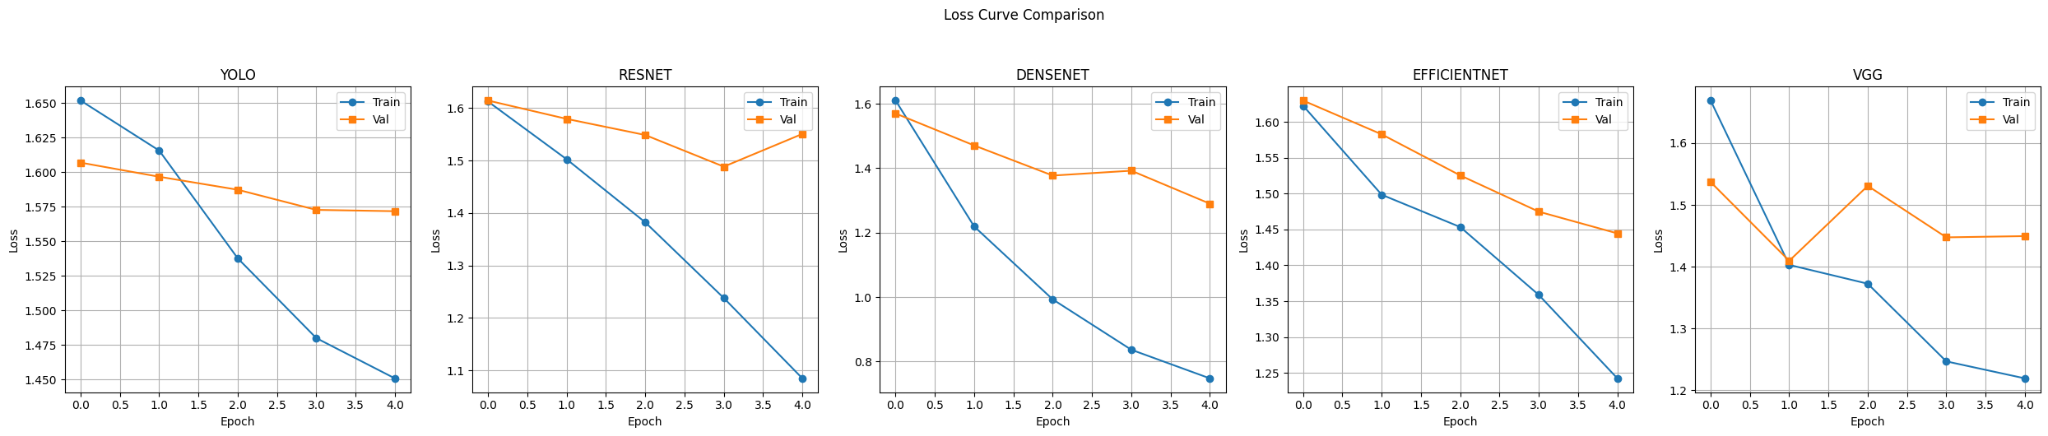 Loss Curve Comparison
YOLO
Train
Val
1.650
1.625
1.600
1.575
1.550
1.525
1.500
1.475
1.450
Loss
0.0 0.5 1.0 1.5 2.0 2.5 3.0 3.5 4.0
Epoch
RESNET
Train
Val
1.6
1.5
1.4
1.3
1.2
1.1
Loss
0.0 0.5 1.0 1.5 2.0 2.5 3.0 3.5 4.0
Epoch
DENSENET
Train
Val
1.6
1.4
1.2
1.0
0.8
Loss
0.0 0.5 1.0 1.5 2.0 2.5 3.0 3.5 4.0
Epoch
EFFICIENTNET
Train
Val
1.60
1.55
1.50
1.45
1.40
1.35
1.30
1.25
Loss
0.0 0.5 1.0 1.5 2.0 2.5 3.0 3.5 4.0
Epoch
VGG
Train
Val
1.6
1.5
1.4
1.3
1.2
Loss
0.0 0.5 1.0 1.5 2.0 2.5 3.0 3.5 4.0
Epoch